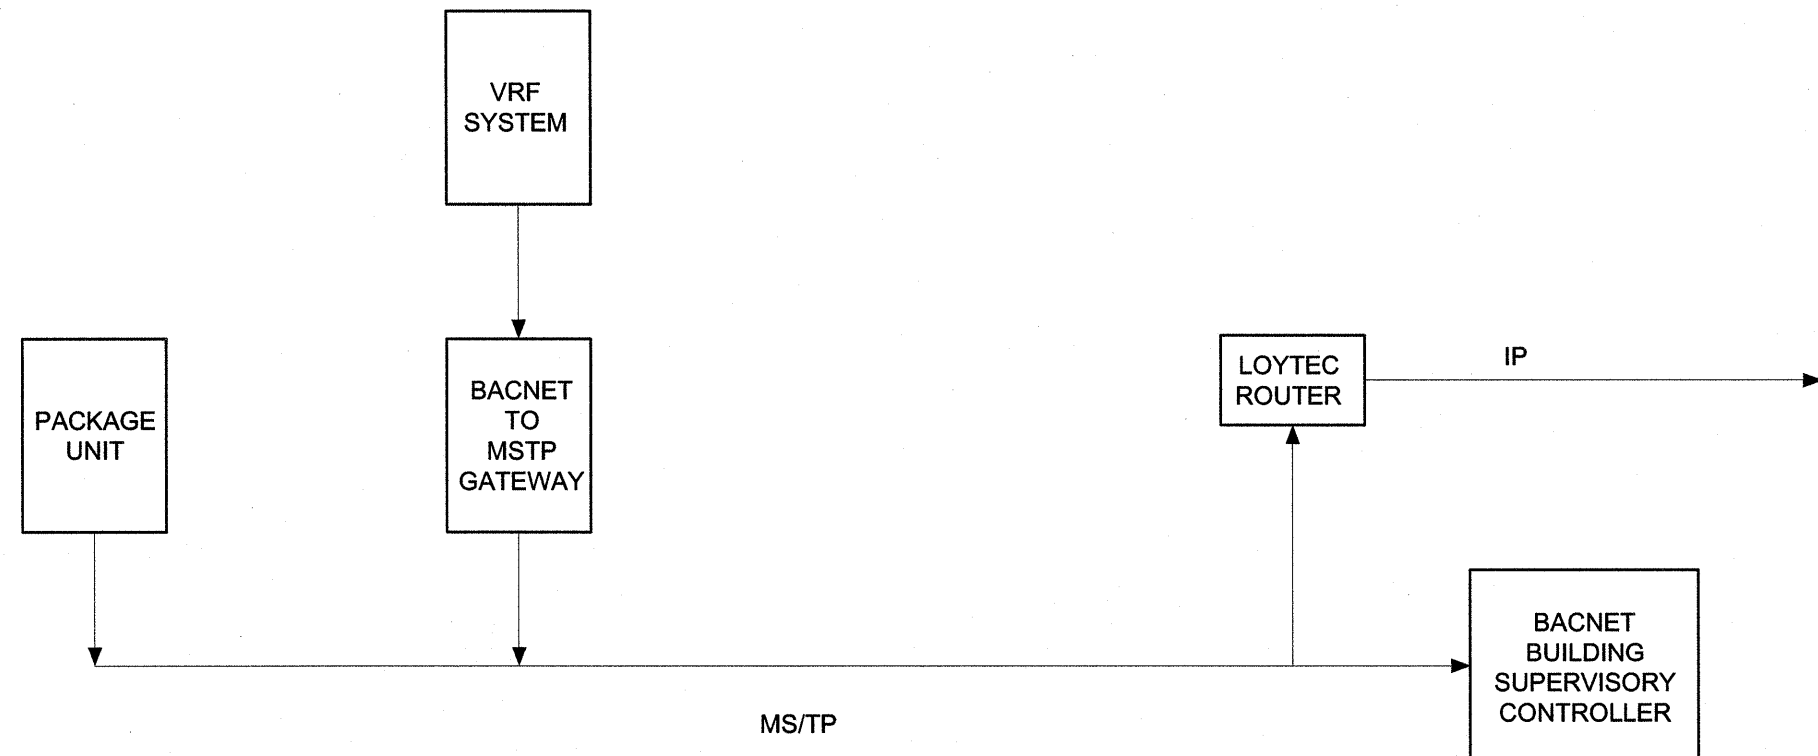 VRF
SYSTEM
PACKAGE
UNIT
BACNET
TO
MSTP
GATEWAY
LOYTEC
ROUTER
IP
BACNET
BUILDING
SUPERVISORY
CONTROLLER
MS/TP